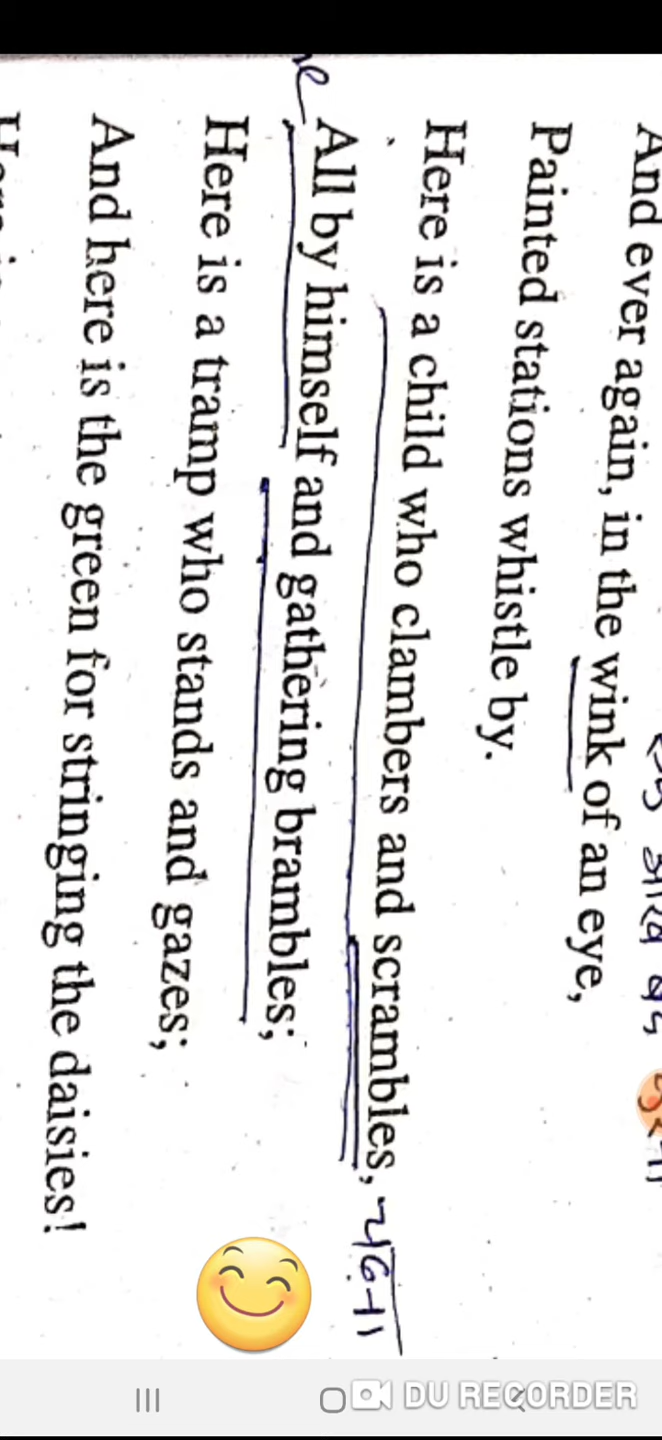 And ever again, in the wink of an eye,
Painted stations whistle by.
Here is a child who clambers and scrambles, चढना
All by himself and gathering brambles;
Here is a tramp who stands and gazes;
And here is the green for stringing the daisies!
DU RECORDER